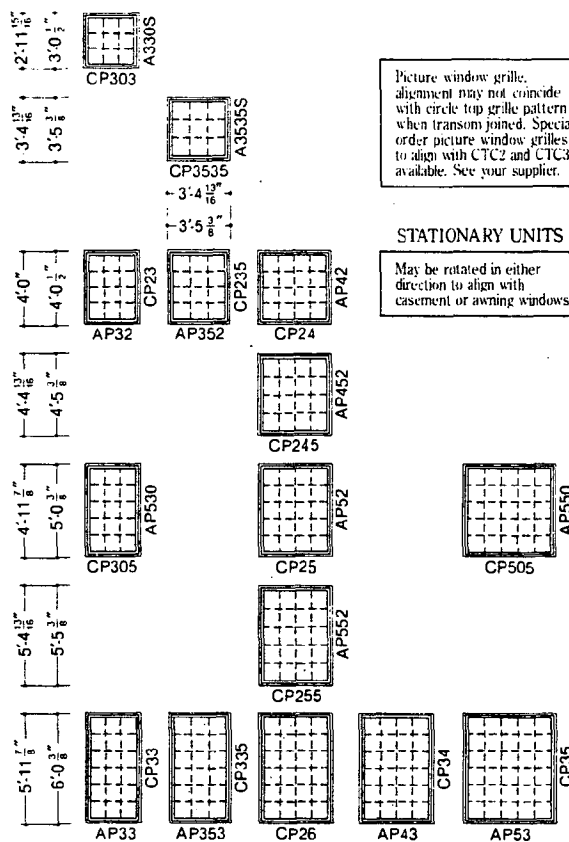 2'-11 15/16"
3'-0 1/2"
A330S
CP303
3'-4 13/16"
3'-5 3/8"
A3535S
CP3535
3'-4 13/16"
3'-5 3/8"
Picture window grille,
alignment may not coincide
with circle top grille pattern
when transom joined. Specia
order picture window grilles
to align with CTC2 and CTC3
available. See your supplier.
STATIONARY UNITS
May be rotated in either
direction to align with
casement or awning windows
4'-0"
4'-0 1/2"
CP23
AP32
CP235
AP352
AP42
CP24
4'-4 13/16"
4'-5 3/8"
AP452
CP245
4'-11 7/8"
5'-0 3/8"
AP530
CP305
AP52
CP25
AP550
CP505
5'-4 13/16"
5'-5 3/8"
AP552
CP255
5'-11 7/8"
6'-0 3/8"
CP33
AP33
CP335
AP353
CP26
CP34
AP43
CP35
AP53